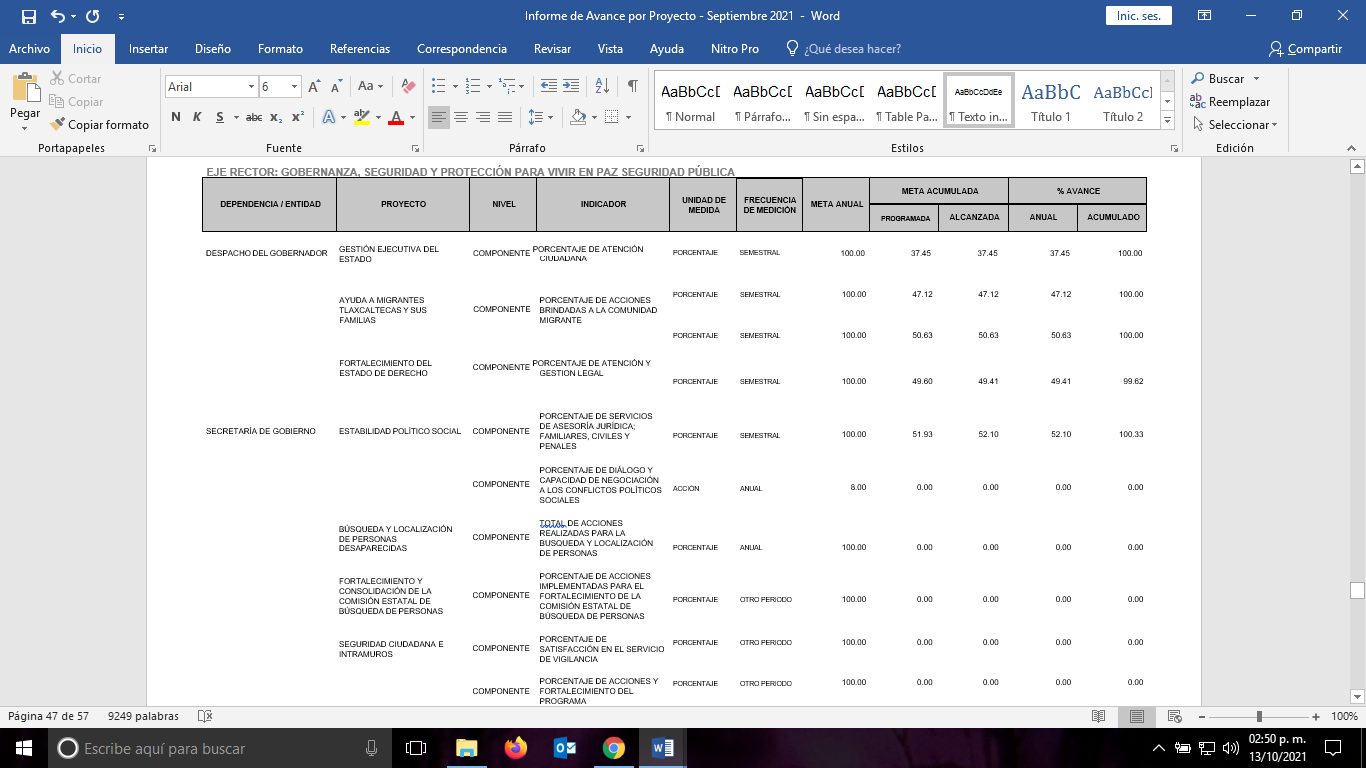 Informe de Avance por Proyecto - Septiembre 2021 - Word
Inic. ses.
Archivo Inicio Insertar Diseño Formato Referencias Correspondencia Revisar Vista Ayuda Nitro Pro ¿Qué desea hacer? Compartir
Pegar
Cortar
Copiar
Copiar formato
Arial 6
Aa
N K S abc x₂ x²
A A
AaBbCcD AaBbCcD AaBbCcD AaBbCcD AaBbCcDdEe AaBbC AaBbCcl
¶ Normal ¶ Párrafo... ¶ Sin espa... ¶ Table Pa... ¶ Texto in... Título 1 Título 2
Buscar
Reemplazar
Seleccionar
Portapapeles Fuente Párrafo Estilos Edición
EJE RECTOR: GOBERNANZA, SEGURIDAD Y PROTECCIÓN PARA VIVIR EN PAZ SEGURIDAD PÚBLICA
DEPENDENCIA / ENTIDAD PROYECTO NIVEL INDICADOR UNIDAD DE MEDIDA FRECUENCIA DE MEDICIÓN META ANUAL META ACUMULADA % AVANCE
PROGRAMADA ALCANZADA ANUAL ACUMULADO
DESPACHO DEL GOBERNADOR
GESTIÓN EJECUTIVA DEL
ESTADO
COMPONENTE
PORCENTAJE DE ATENCIÓN
CIUDADANA
PORCENTAJE SEMESTRAL 100.00 37.45 37.45 37.45 100.00
AYUDA A MIGRANTES
TLAXCALTECAS Y SUS
FAMILIAS
COMPONENTE
PORCENTAJE DE ACCIONES
BRINDADAS A LA COMUNIDAD
MIGRANTE
PORCENTAJE SEMESTRAL 100.00 47.12 47.12 47.12 100.00
PORCENTAJE SEMESTRAL 100.00 50.63 50.63 50.63 100.00
FORTALECIMIENTO DEL
ESTADO DE DERECHO
COMPONENTE
PORCENTAJE DE ATENCIÓN Y
GESTION LEGAL
PORCENTAJE SEMESTRAL 100.00 49.60 49.41 49.41 99.62
SECRETARÍA DE GOBIERNO
ESTABILIDAD POLÍTICO SOCIAL
COMPONENTE
PORCENTAJE DE SERVICIOS
DE ASESORÍA JURÍDICA;
FAMILIARES, CIVILES Y
PENALES
PORCENTAJE SEMESTRAL 100.00 51.93 52.10 52.10 100.33
COMPONENTE
PORCENTAJE DE DIÁLOGO Y
CAPACIDAD DE NEGOCIACIÓN
A LOS CONFLICTOS POLÍTICOS
SOCIALES
ACCIÓN ANUAL 8.00 0.00 0.00 0.00 0.00
BÚSQUEDA Y LOCALIZACIÓN
DE PERSONAS
DESAPARECIDAS
COMPONENTE
TOTAL DE ACCIONES
REALIZADAS PARA LA
BUSQUEDA Y LOCALIZACIÓN
DE PERSONAS
PORCENTAJE ANUAL 100.00 0.00 0.00 0.00 0.00
FORTALECIMIENTO Y
CONSOLIDACIÓN DE LA
COMISIÓN ESTATAL DE
BÚSQUEDA DE PERSONAS
COMPONENTE
PORCENTAJE DE ACCIONES
IMPLEMENTADAS PARA EL
FORTALECIMIENTO DE LA
COMISIÓN ESTATAL DE
BÚSQUEDA DE PERSONAS
PORCENTAJE OTRO PERIODO 100.00 0.00 0.00 0.00 0.00
SEGURIDAD CIUDADANA E
INTRAMUROS
COMPONENTE
PORCENTAJE DE
SATISFACCIÓN EN EL SERVICIO
DE VIGILANCIA
PORCENTAJE OTRO PERIODO 100.00 0.00 0.00 0.00 0.00
COMPONENTE
PORCENTAJE DE ACCIONES Y
FORTALECIMIENTO DEL
PROGRAMA
PORCENTAJE OTRO PERIODO 100.00 0.00 0.00 0.00 0.00
Página 47 de 57 9249 palabras 100%
Escribe aquí para buscar
02:50 p. m.
13/10/2021